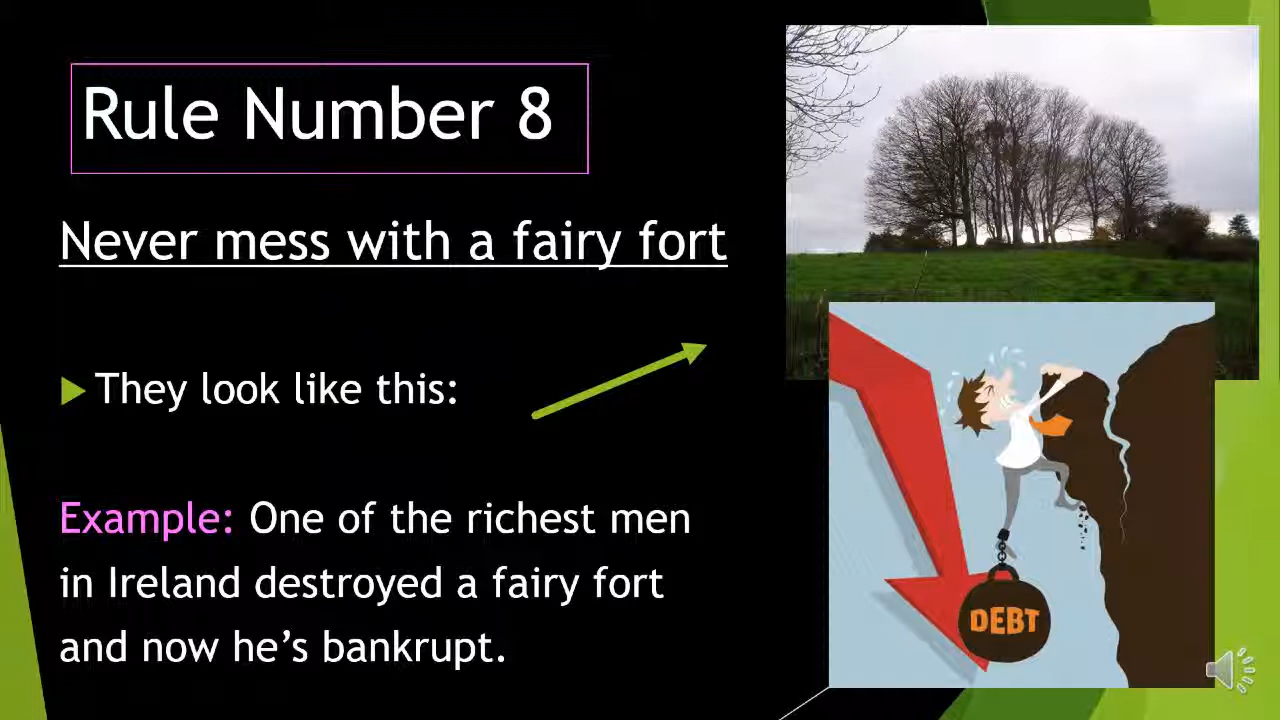 Rule Number 8
Never mess with a fairy fort
They look like this:
Example: One of the richest men
in Ireland destroyed a fairy fort
and now he’s bankrupt.
DEBT